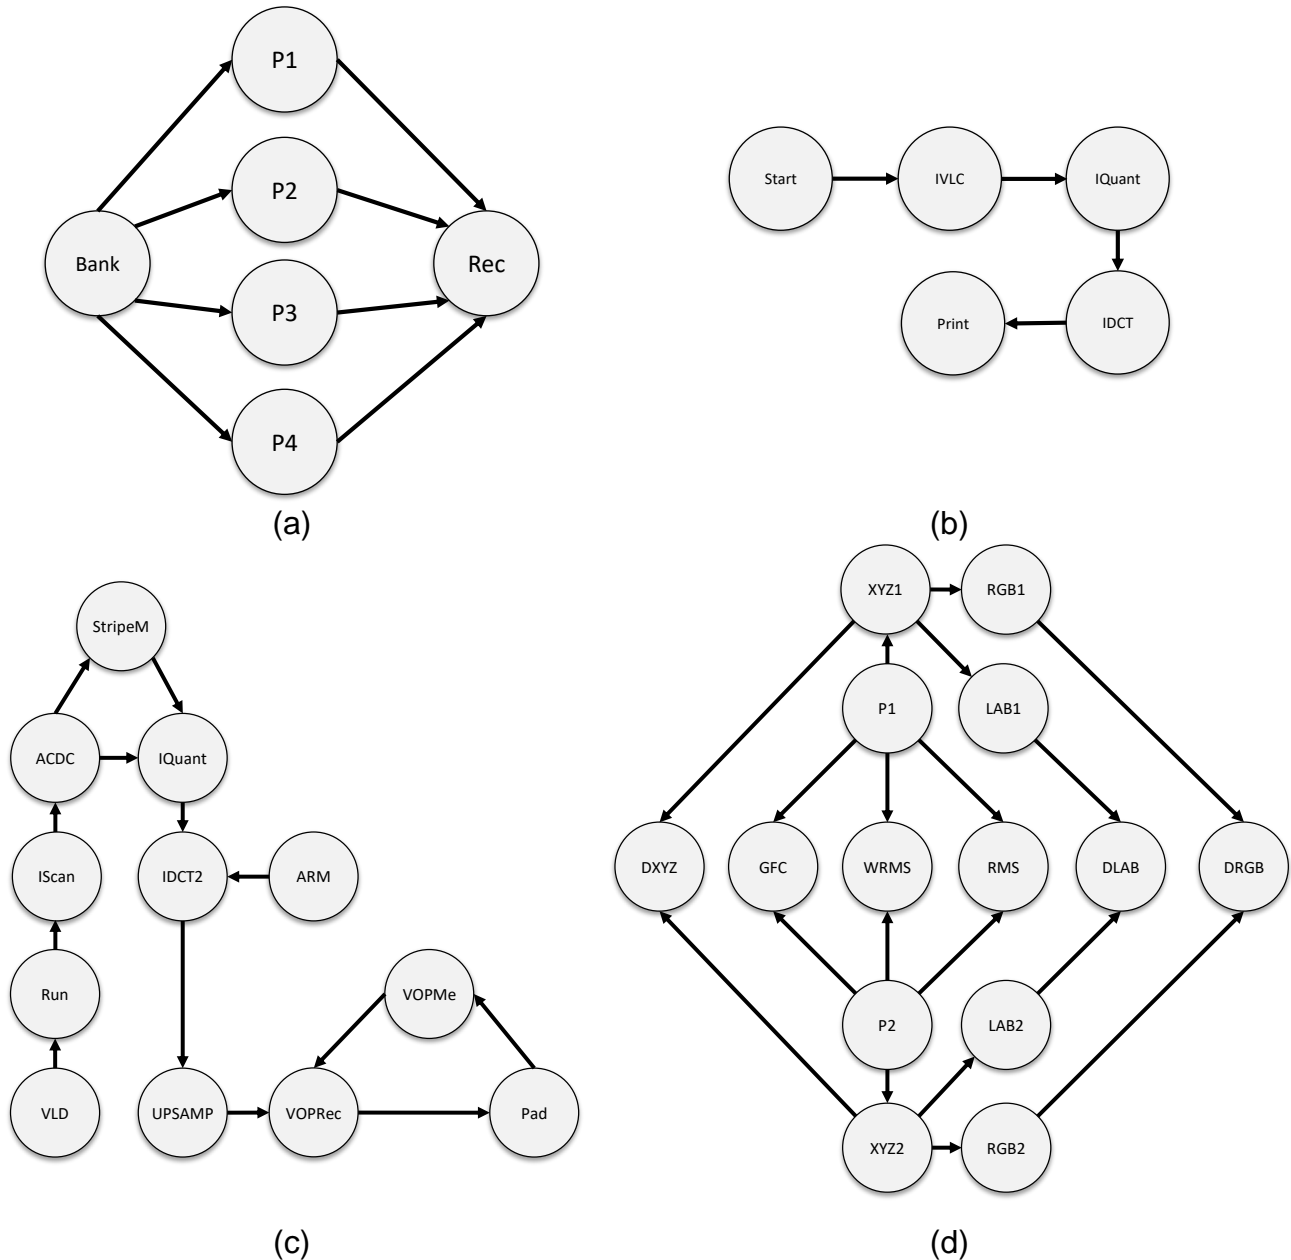 P1
P2
Bank
Rec
P3
P4
(a)
Start
IVLC
IQuant
Print
IDCT
(b)
StripeM
ACDC
IQuant
IScan
IDCT2
ARM
Run
VOPMe
VLD
UPSAMP
VOPRec
Pad
(c)
XYZ1
RGB1
P1
LAB1
DXYZ
GFC
WRMS
RMS
DLAB
DRGB
P2
LAB2
XYZ2
RGB2
(d)